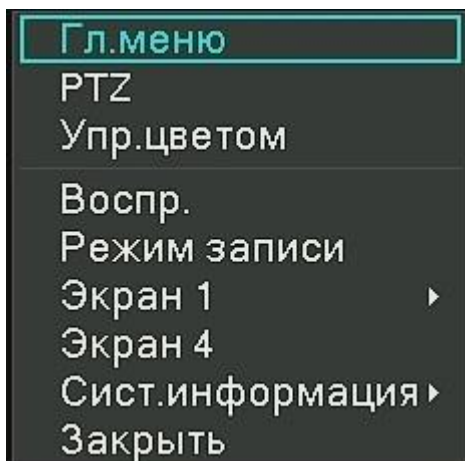 Гл.меню
PTZ
Упр.цветом
Воспр.
Режим записи
Экран 1
Экран 4
Сист.информация
Закрыть